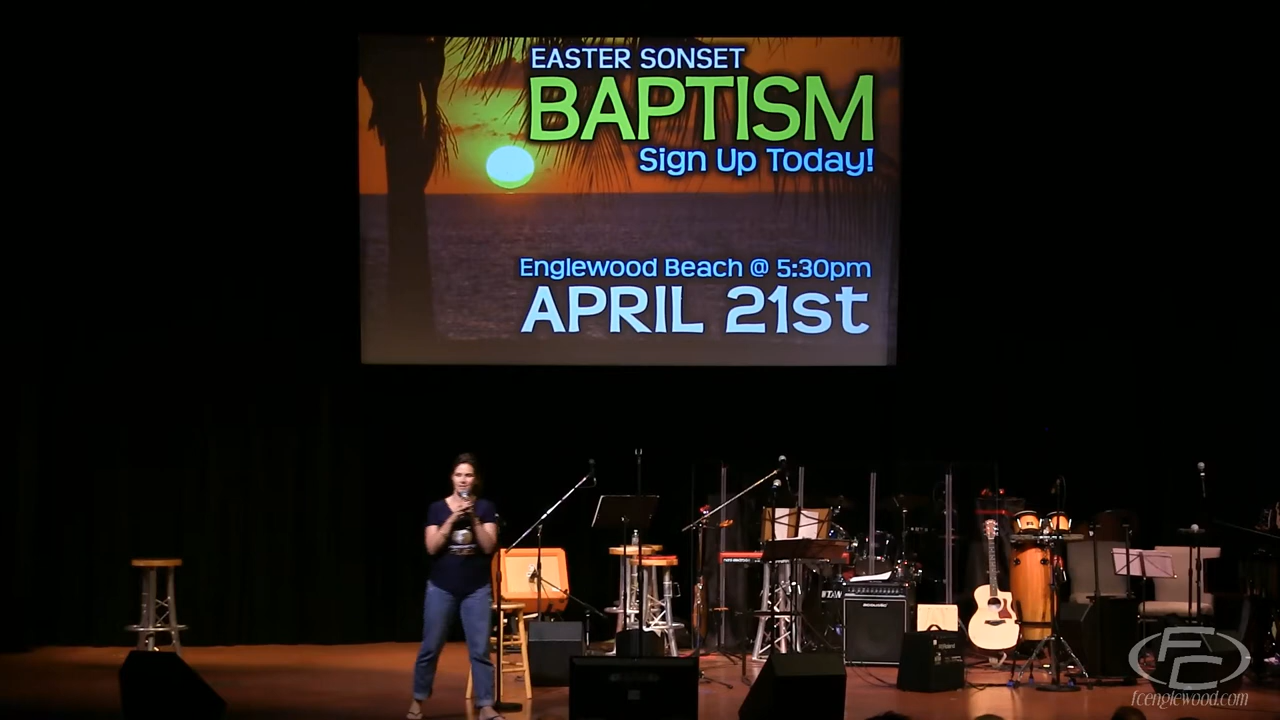 EASTER SONSET
BAPTISM
Sign Up Today!
Englewood Beach @ 5:30pm
APRIL 21st
FC
fcenglewood.com